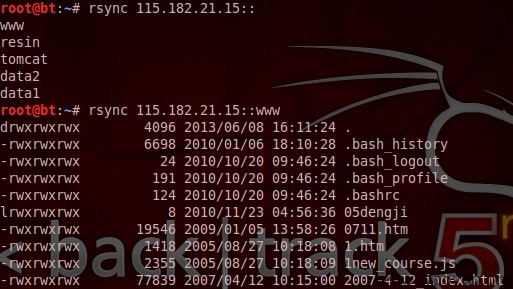 root@bt:~# rsync 115.182.21.15::
www
resin
tomcat
data2
data1
root@bt:~# rsync 115.182.21.15::www
drwxrwxrwx 4096 2013/06/08 16:11:24 .
-rwxrwxrwx 6698 2010/01/06 18:10:28 .bash_history
-rwxrwxrwx 24 2010/10/20 09:46:24 .bash_logout
-rwxrwxrwx 191 2010/10/20 09:46:24 .bash_profile
-rwxrwxrwx 124 2010/10/20 09:46:24 .bashrc
lrwxrwxrwx 8 2010/11/23 04:56:36 05dengji
-rwxrwxrwx 19546 2009/01/05 13:58:26 0711.htm
-rwxrwxrwx 1418 2005/08/27 10:18:08 1.htm
-rwxrwxrwx 2355 2005/08/27 10:18:09 1new_course.js
-rwxrwxrwx 77839 2007/04/12 10:15:00 2007-4-12_index.html
<< back | track 5